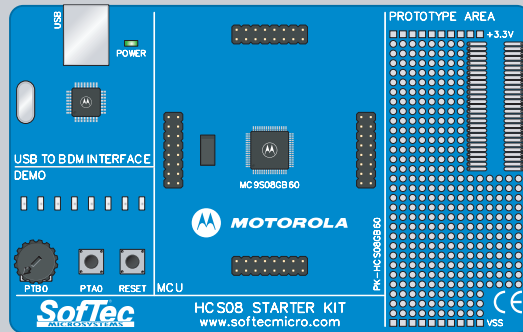 PROTOTYPE AREA
USB
+3.3V
POWER
USB TO BDM INTERFACE
DEMO
MC9S08GB60
MOTOROLA
PK-HCS08GB60
PTB0
PTA0
RESET
MCU
SofTec
MICROSYSTEMS
HCS08 STARTER KIT
www.softecmicro.com
VSS
CE